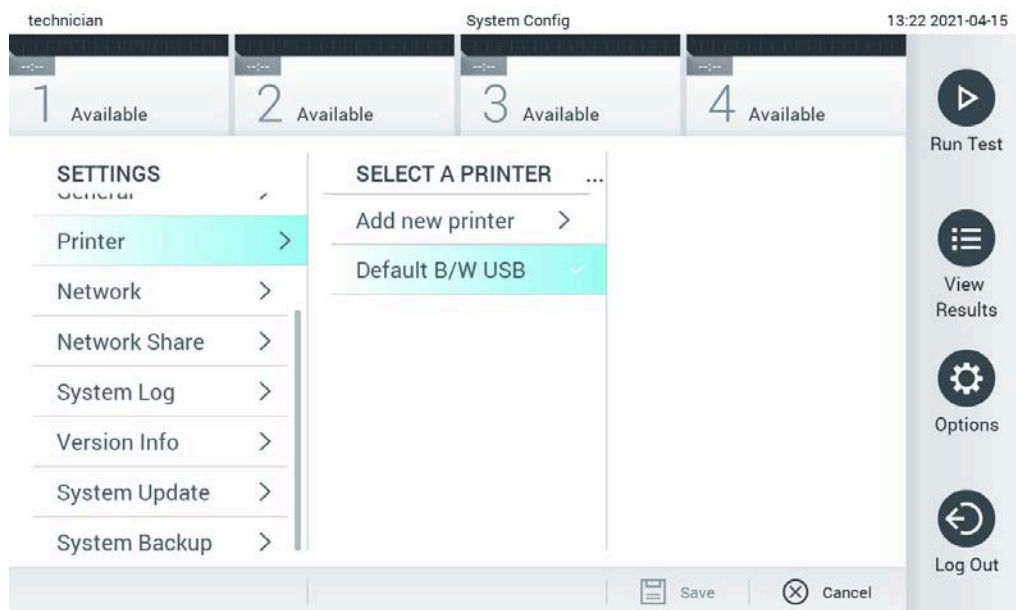 technician System Config 13:22 2021-04-15
--:-- --:-- --:-- --:--
1 Available 2 Available 3 Available 4 Available
Run Test
SETTINGS SELECT A PRINTER ...
General
Add new printer
Printer
Default B/W USB
Network
View
Results
Network Share
System Log
Options
Version Info
System Update
System Backup
Log Out
Save Cancel